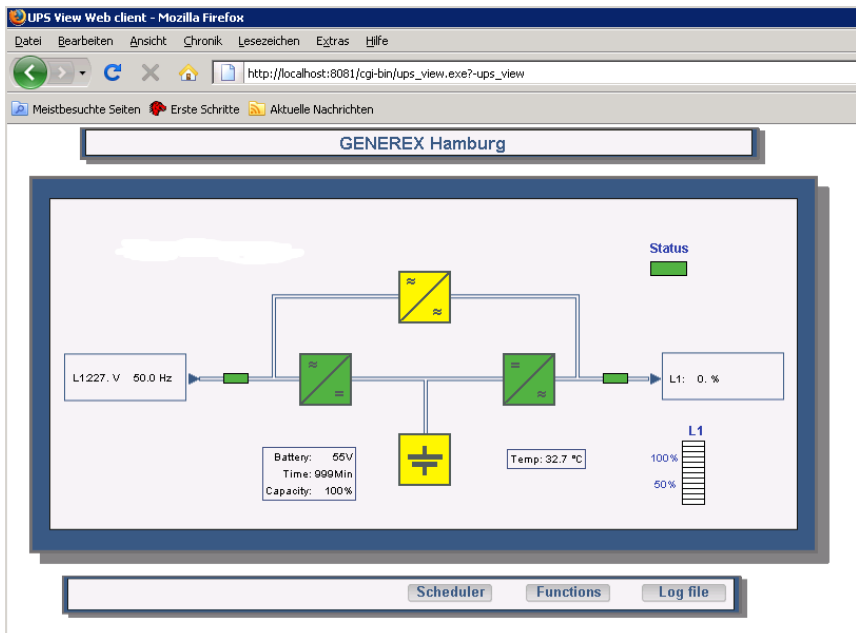 UPS View Web client - Mozilla Firefox
Datei Bearbeiten Ansicht Chronik Lesezeichen Extras Hilfe
http://localhost:8081/cgi-bin/ups_view.exe?-ups_view
Meistbesuchte Seiten Erste Schritte Aktuelle Nachrichten
GENEREX Hamburg
Status
≈
≈
L1:227. V 50.0 Hz
≈
=
=
≈
L1: 0. %
Battery: 55V
Time: 999Min
Capacity: 100%
Temp: 32.7 °C
L1
100%
50%
Scheduler Functions Log file